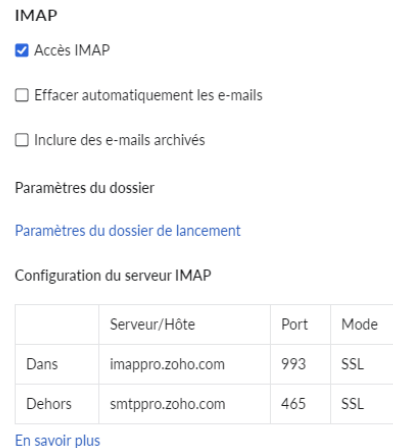 IMAP
Accès IMAP
Effacer automatiquement les e-mails
Inclure des e-mails archivés
Paramètres du dossier
Paramètres du dossier de lancement
Configuration du serveur IMAP
Serveur/Hôte Port Mode
Dans imappro.zoho.com 993 SSL
Dehors smtppro.zoho.com 465 SSL
En savoir plus